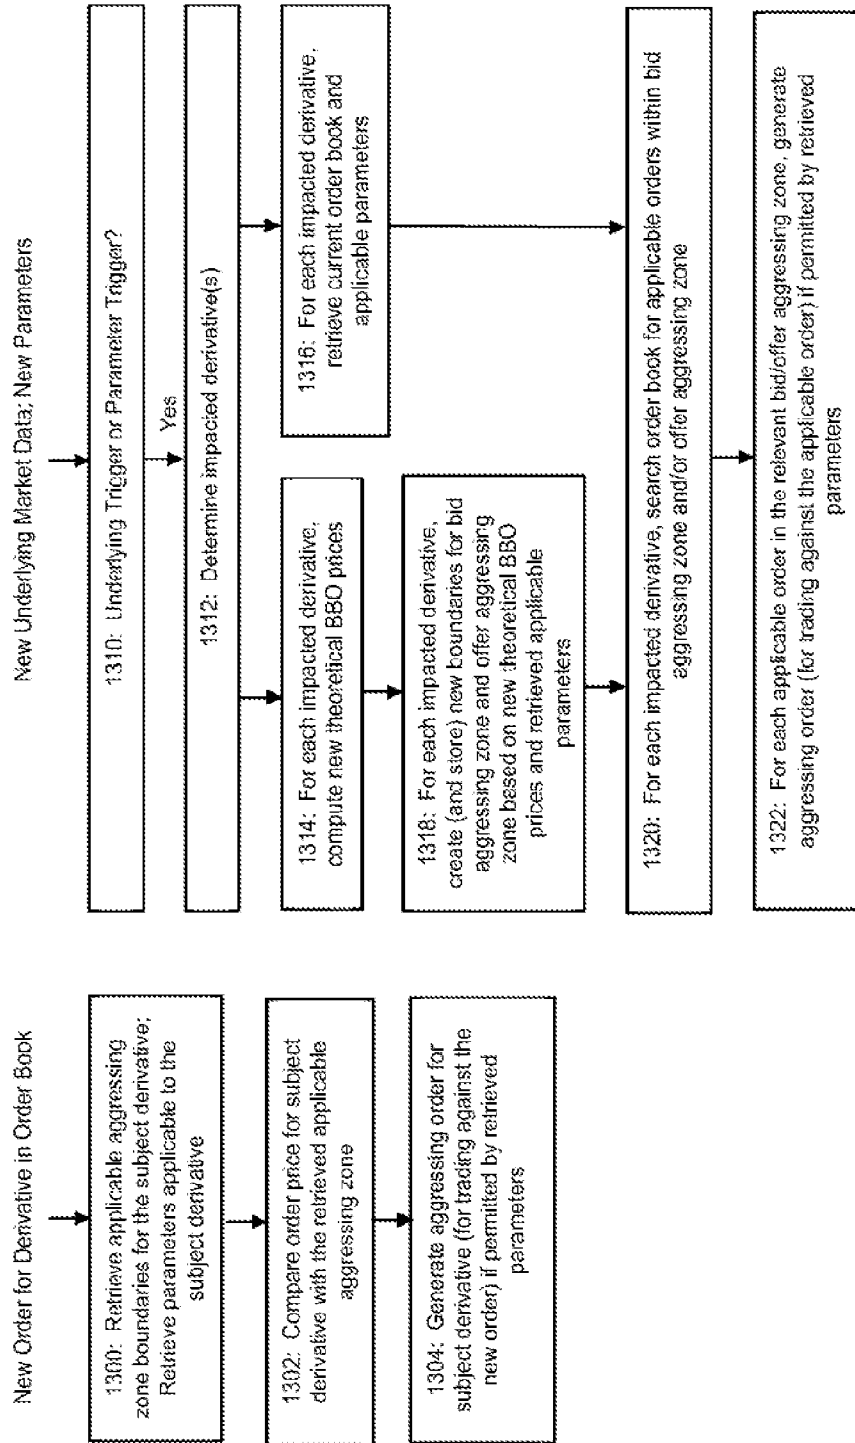 New Order for Derivative in Order Book
1300: Retrieve applicable aggressing
zone boundaries for the subject derivative;
Retrieve parameters applicable to the
subject derivative
1302: Compare order price for subject
derivative with the retrieved applicable
aggressing zone
1304: Generate aggressing order for
subject derivative (for trading against the
new order) if permitted by retrieved
parameters
New Underlying Market Data; New Parameters
1310: Underlying Trigger or Parameter Trigger?
Yes
1312: Determine impacted derivative(s)
1314: For each impacted derivative,
compute new theoretical BBO prices
1316: For each impacted derivative,
retrieve current order book and
applicable parameters
1318: For each impacted derivative,
create (and store) new boundaries for bid
aggressing zone and offer aggressing
zone based on new theoretical BBO
prices and retrieved applicable
parameters
1320: For each impacted derivative, search order book for applicable orders within bid
aggressing zone and/or offer aggressing zone
1322: For each applicable order in the relevant bid/offer aggressing zone, generate
aggressing order (for trading against the applicable order) if permitted by retrieved
parameters